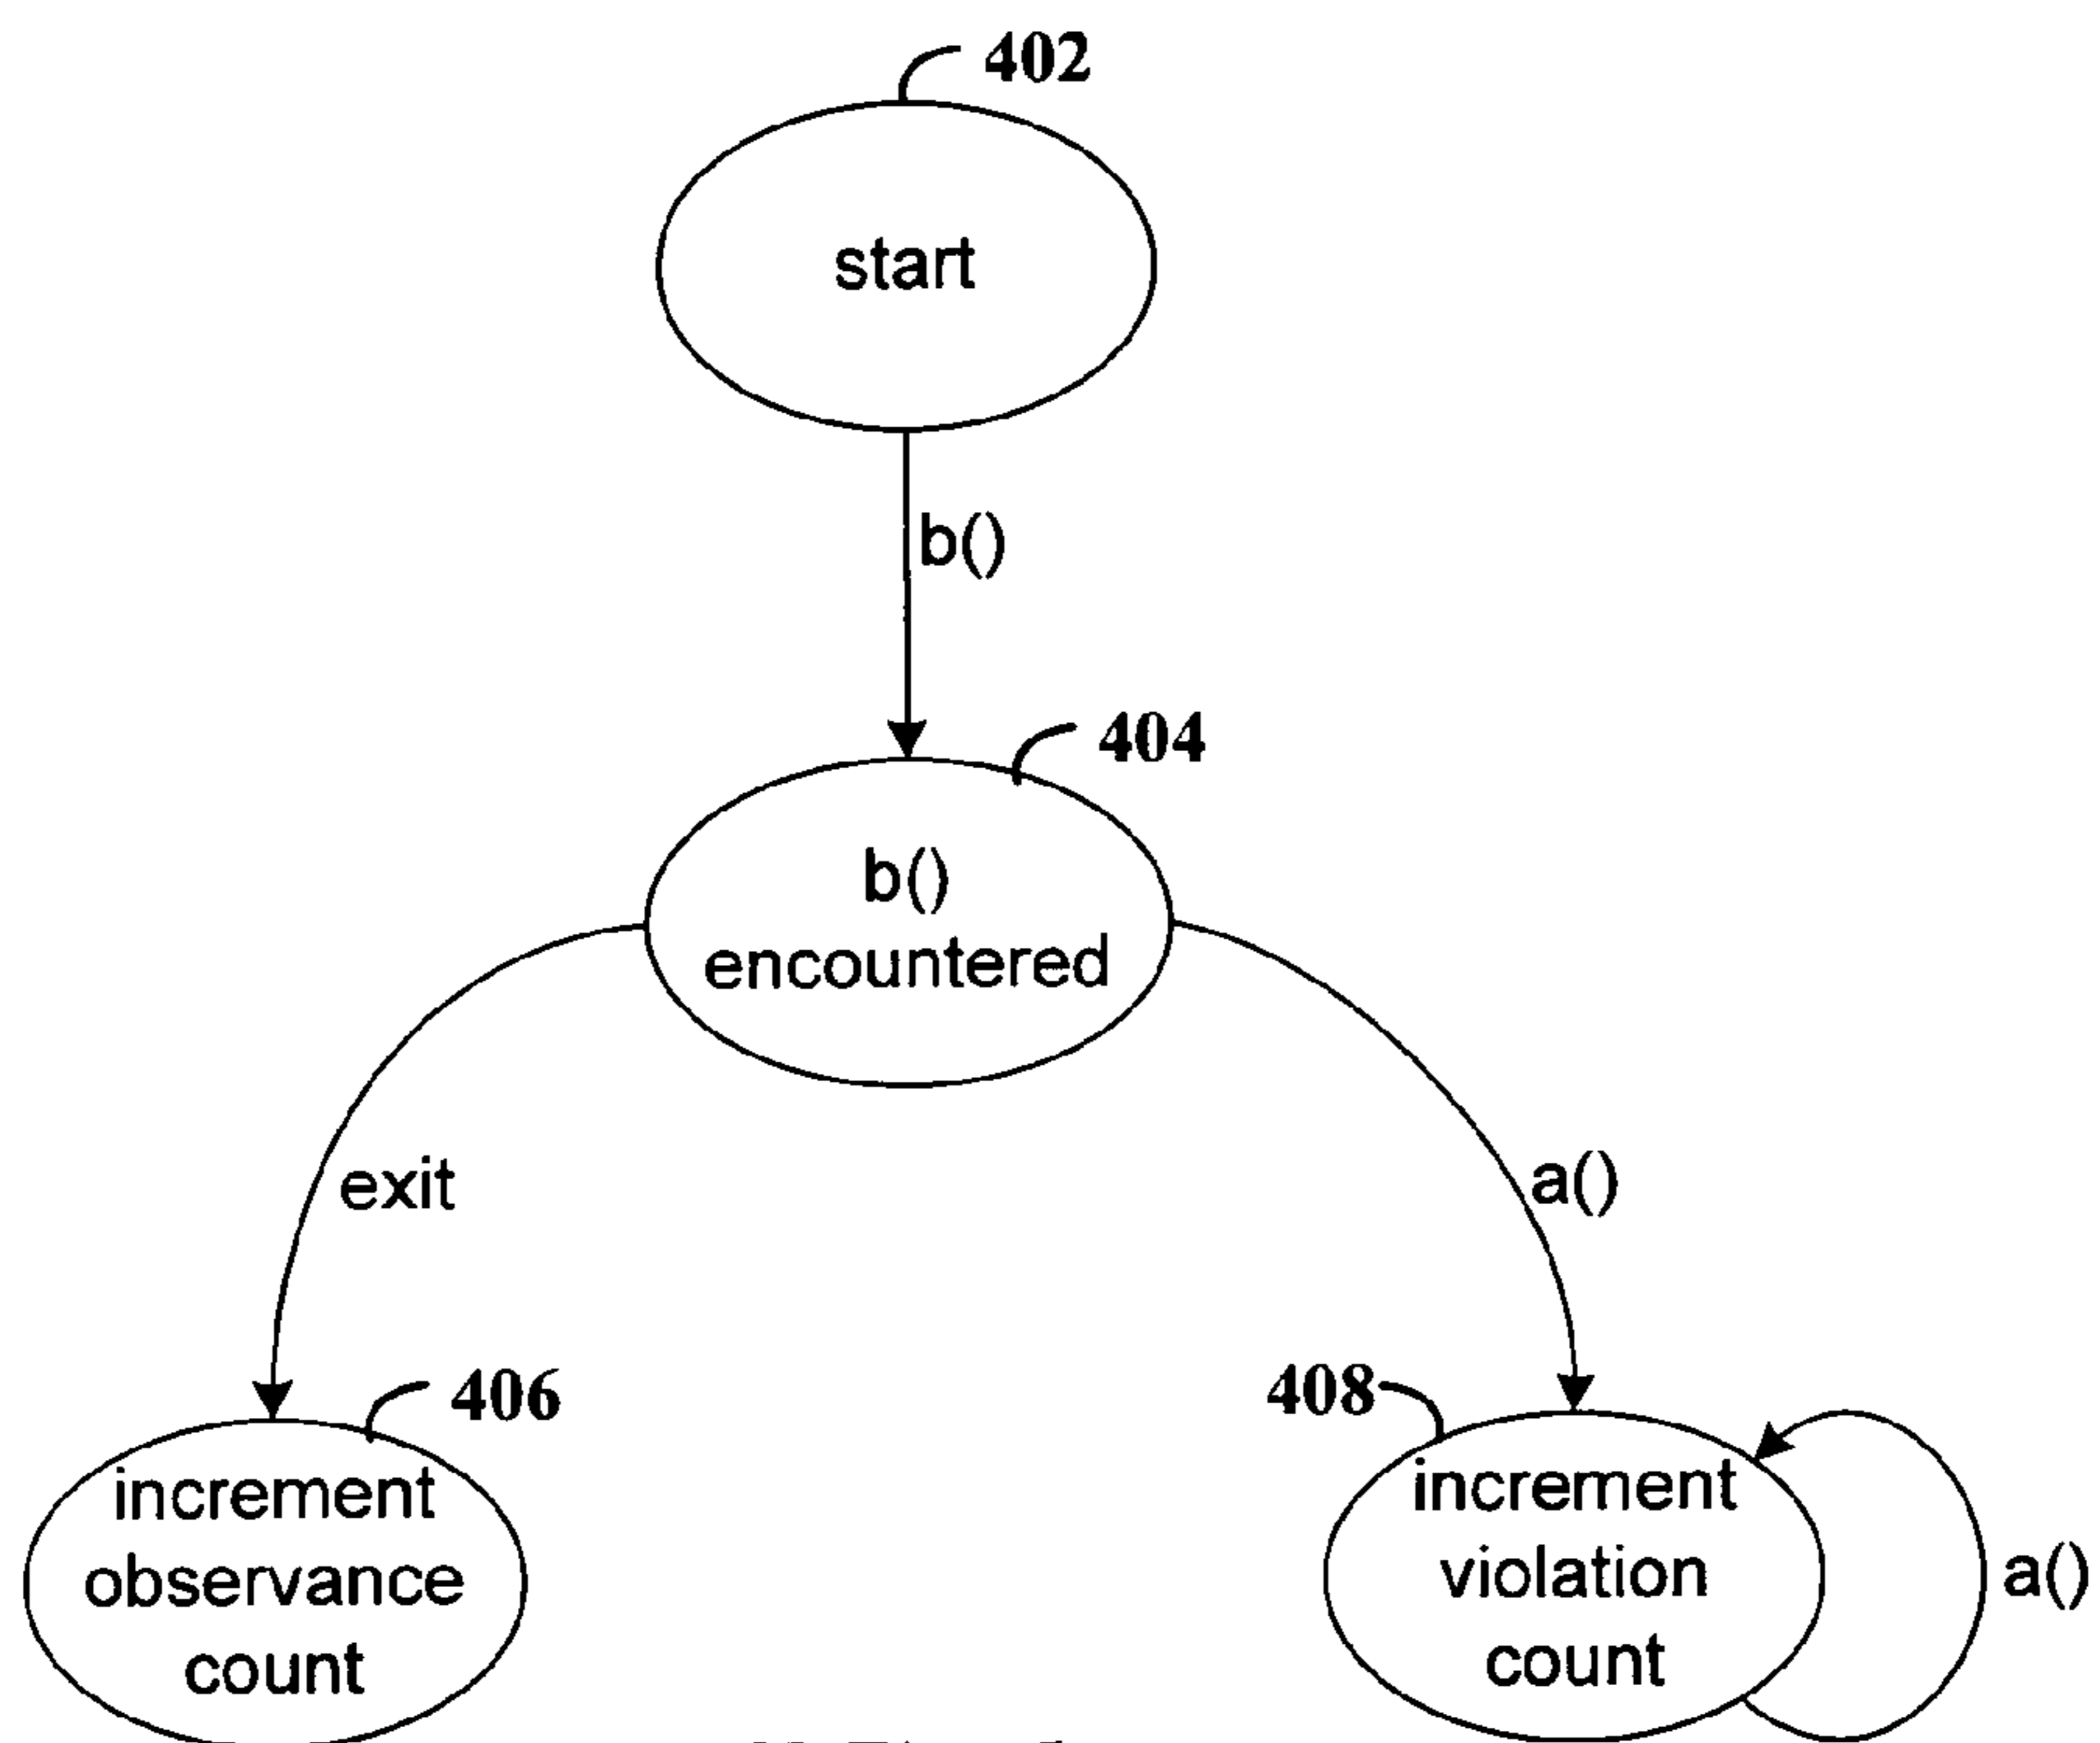 402
start
b()
404
b()
encountered
exit
a()
406
408
increment
observance
count
increment
violation
count
a()